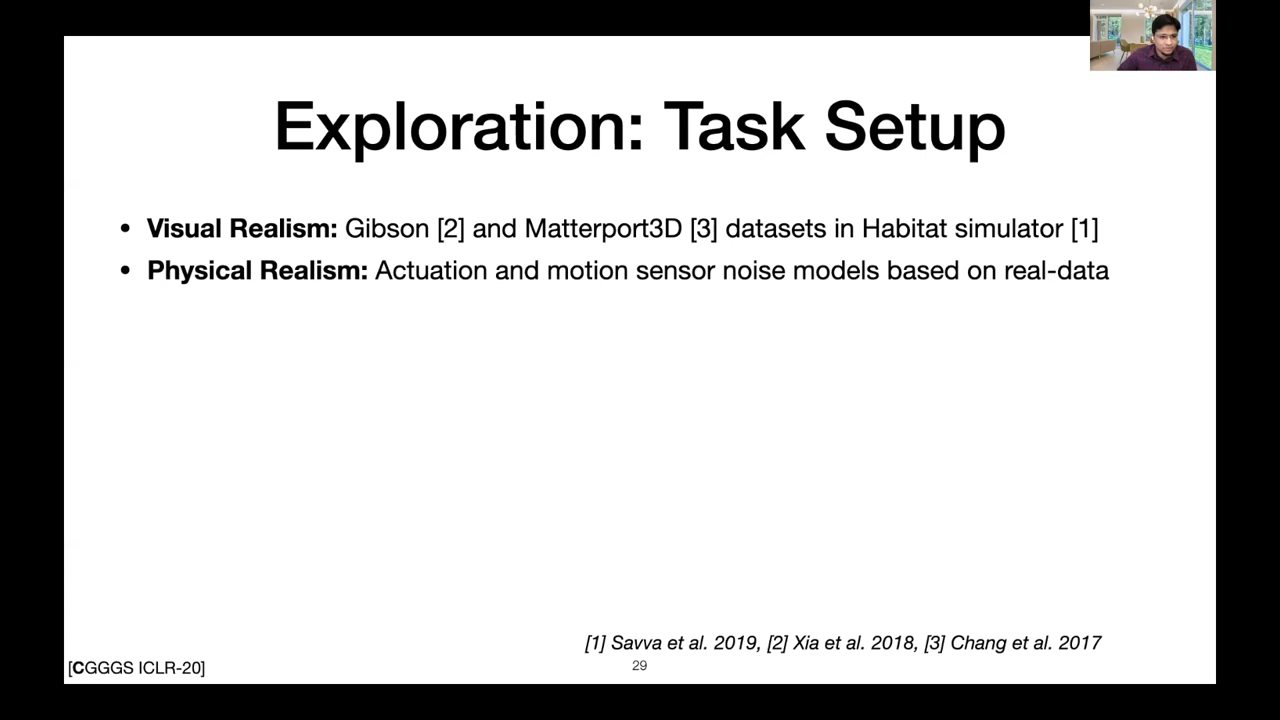 Exploration: Task Setup
• Visual Realism: Gibson [2] and Matterport3D [3] datasets in Habitat simulator [1]
• Physical Realism: Actuation and motion sensor noise models based on real-data
[1] Savva et al. 2019, [2] Xia et al. 2018, [3] Chang et al. 2017
[CGGGS ICLR-20]
29